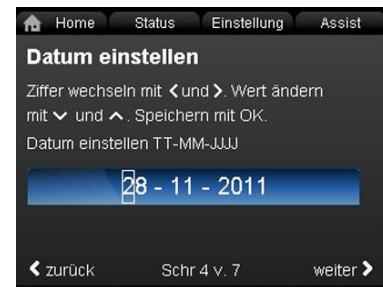 Home Status Einstellung Assist
Datum einstellen
Ziffer wechseln mit < und >. Wert ändern
mit ∨ und ∧. Speichern mit OK.
Datum einstellen TT-MM-JJJJ
28 - 11 - 2011
< zurück Schr 4 v. 7 weiter >